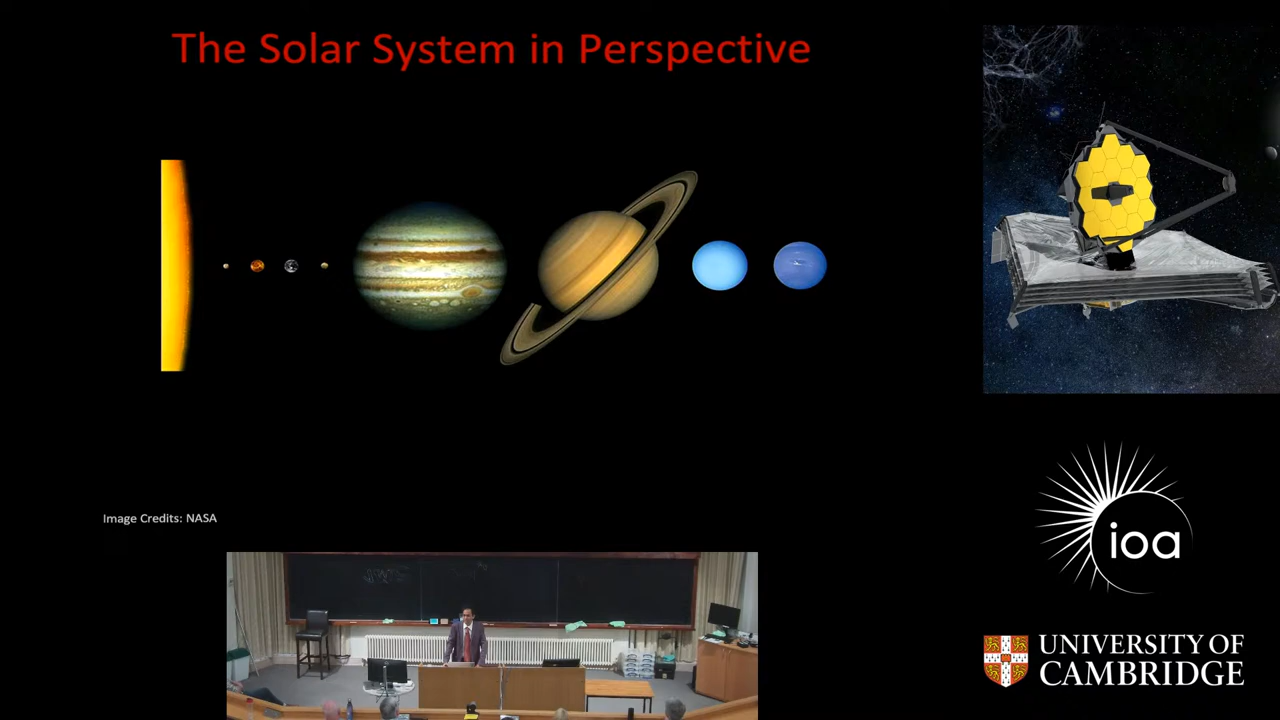 The Solar System in Perspective
Image Credits: NASA
ioa
UNIVERSITY OF
CAMBRIDGE